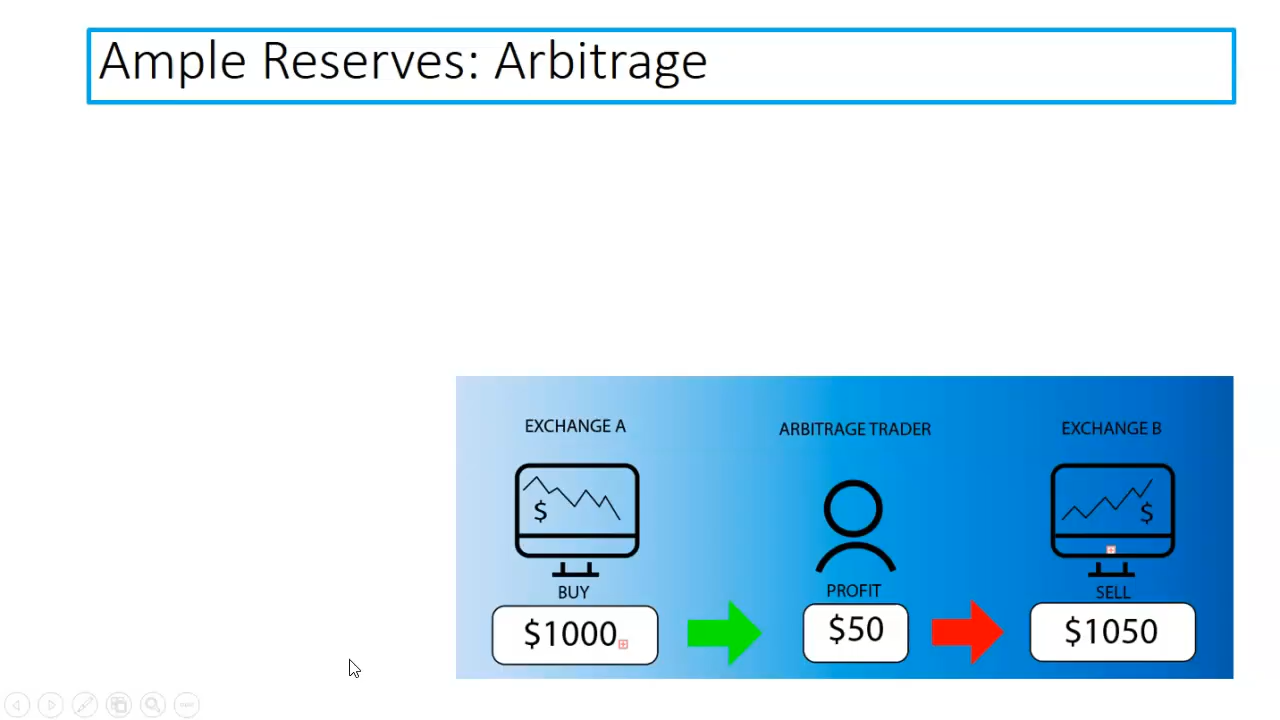 Ample Reserves: Arbitrage
EXCHANGE A
ARBITRAGE TRADER
EXCHANGE B
$
$
BUY
PROFIT
SELL
$1000
$50
$1050